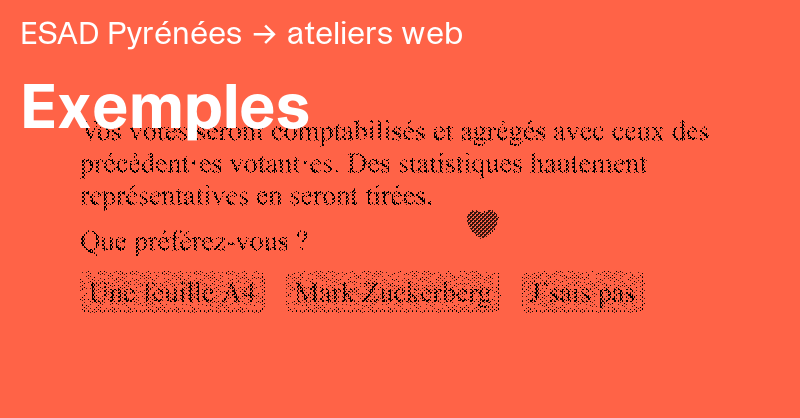 ESAD Pyrénées → ateliers web
Exemples
Vos votes seront comptabilisés et agrégés avec ceux des
précédent·es votant·es. Des statistiques hautement
représentatives en seront tirées.
Que préférez-vous ?
Une feuille A4 Mark Zuckerberg J'sais pas